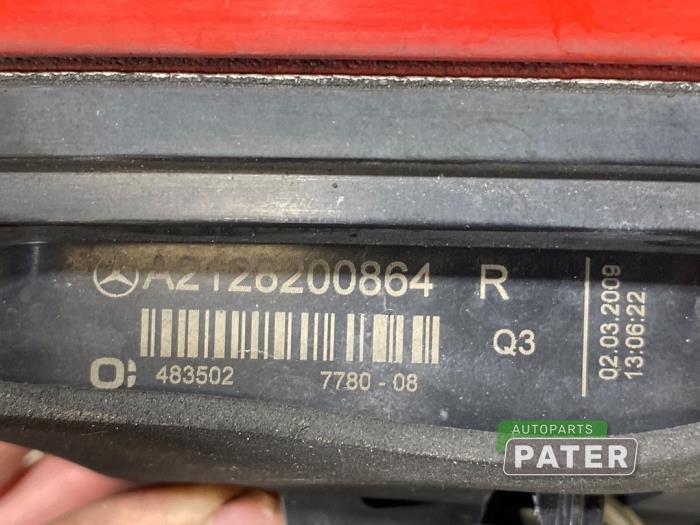 A2128200864 R
Q3
483502 7780 - 08
02.03.2009
13:06:22
AUTOPARTS
PATER